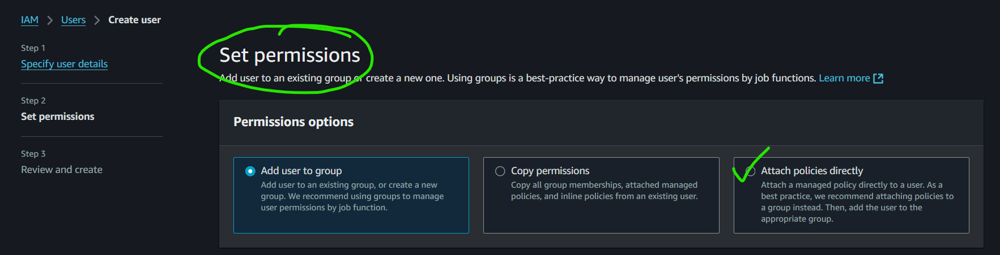 IAM > Users > Create user
Step 1
Specify user details
Step 2
Set permissions
Step 3
Review and create
Set permissions
Add user to an existing group or create a new one. Using groups is a best-practice way to manage user's permissions by job functions. Learn more
Permissions options
Add user to group
Add user to an existing group, or create a new
group. We recommend using groups to manage
user permissions by job function.
Copy permissions
Copy all group memberships, attached managed
policies, and inline policies from an existing user.
Attach policies directly
Attach a managed policy directly to a user. As a
best practice, we recommend attaching policies to
a group instead. Then, add the user to the
appropriate group.